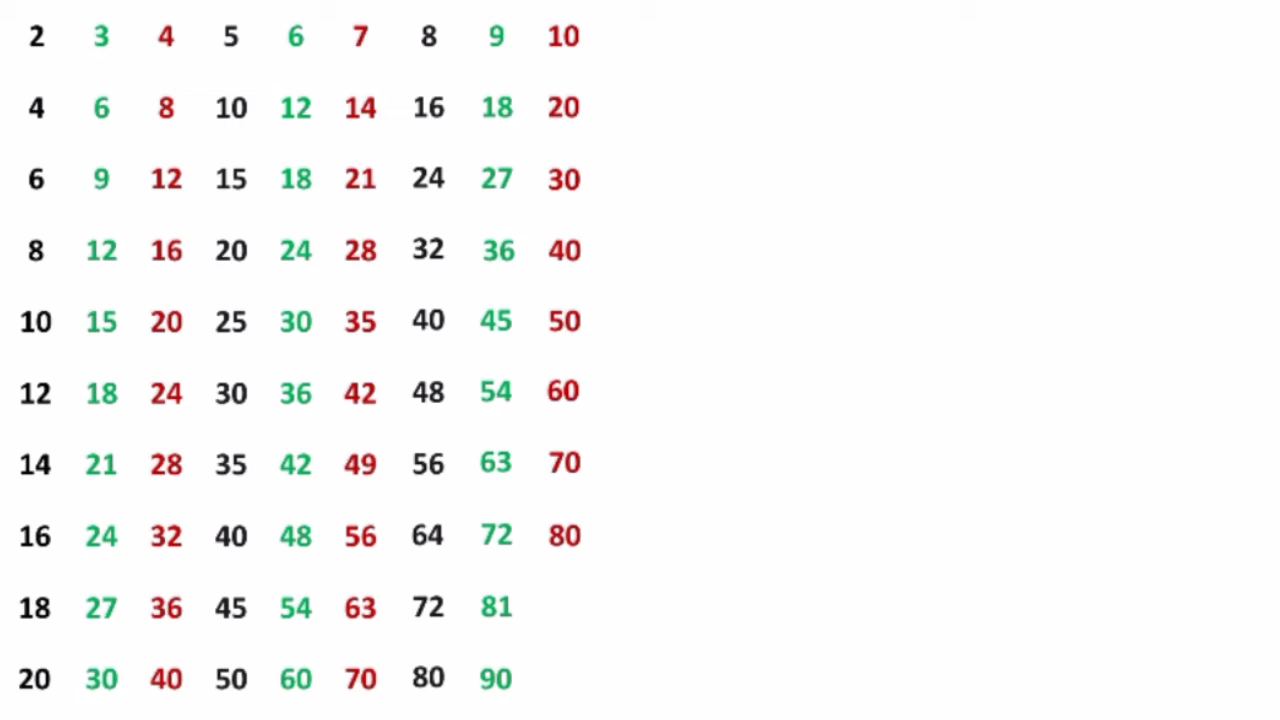 2 3 4 5 6 7 8 9 10
4 6 8 10 12 14 16 18 20
6 9 12 15 18 21 24 27 30
8 12 16 20 24 28 32 36 40
10 15 20 25 30 35 40 45 50
12 18 24 30 36 42 48 54 60
14 21 28 35 42 49 56 63 70
16 24 32 40 48 56 64 72 80
18 27 36 45 54 63 72 81
20 30 40 50 60 70 80 90